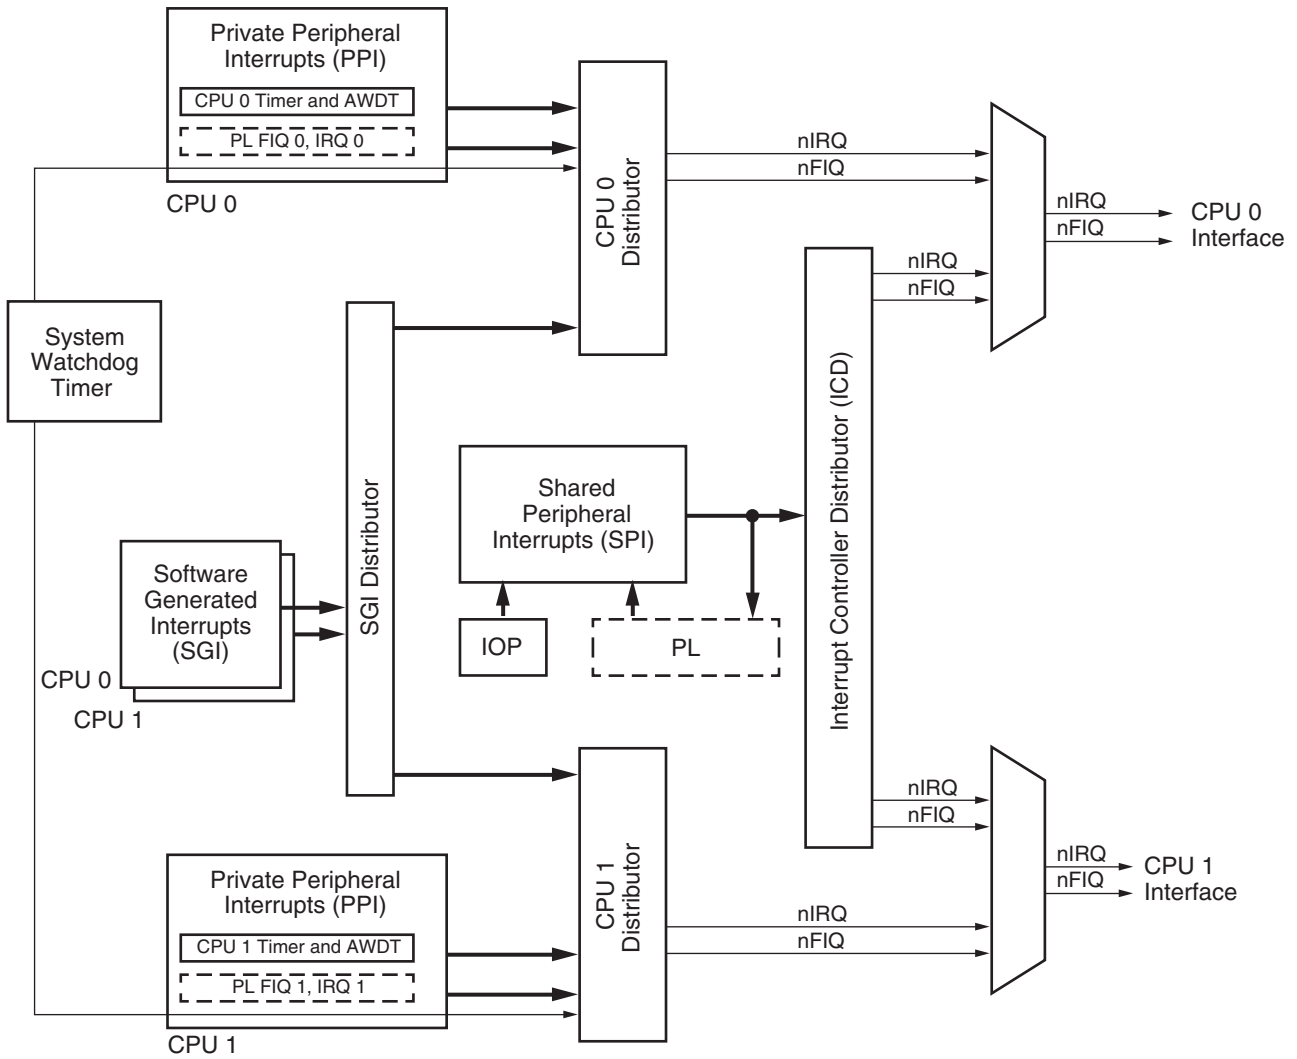 Private Peripheral
Interrupts (PPI)
CPU 0 Timer and AWDT
PL FIQ 0, IRQ 0
CPU 0
CPU 0
Distributor
nIRQ
nFIQ
nIRQ
nFIQ
nIRQ
nFIQ
CPU 0
Interface
System
Watchdog
Timer
SGI Distributor
Shared
Peripheral
Interrupts (SPI)
IOP
PL
Interrupt Controller Distributor (ICD)
Software
Generated
Interrupts
(SGI)
CPU 0
CPU 1
Private Peripheral
Interrupts (PPI)
CPU 1 Timer and AWDT
PL FIQ 1, IRQ 1
CPU 1
CPU 1
Distributor
nIRQ
nFIQ
nIRQ
nFIQ
nIRQ
nFIQ
CPU 1
Interface